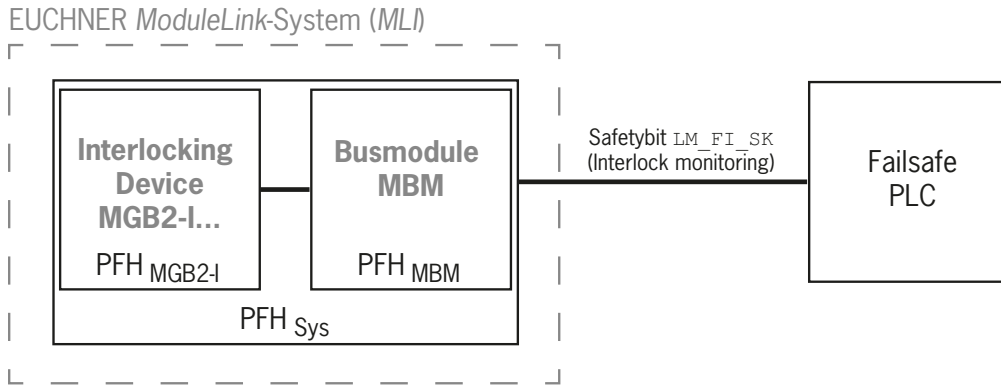 EUCHNER ModuleLink-System (MLI)
Interlocking
Device
MGB2-I...
PFH MGB2-I
Busmodule
MBM
PFH MBM
PFH Sys
Safetybit LM_FI_SK
(Interlock monitoring)
Failsafe
PLC